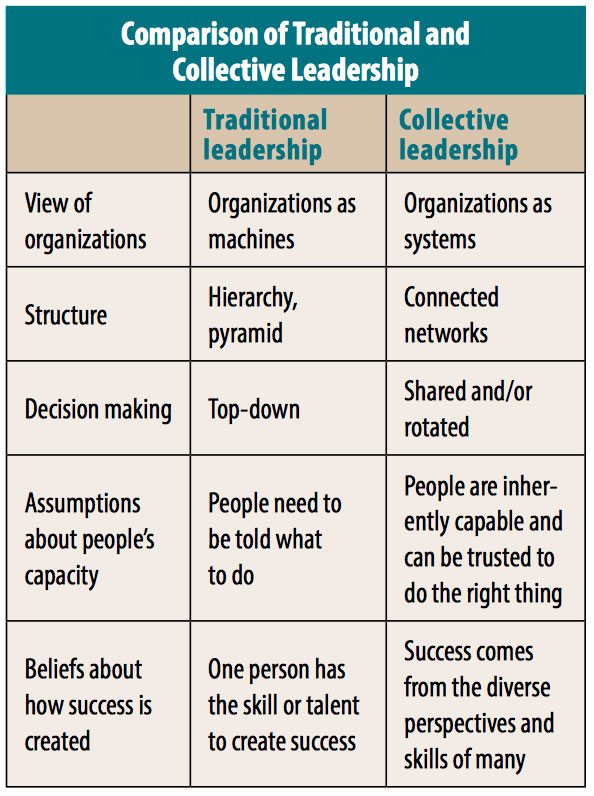 Comparison of Traditional and
Collective Leadership
Traditional
leadership
Collective
leadership
View of
organizations
Organizations as
machines
Organizations as
systems
Structure
Hierarchy,
pyramid
Connected
networks
Decision making
Top-down
Shared and/or
rotated
Assumptions
about people’s
capacity
People need to
be told what
to do
People are inher-
ently capable and
can be trusted to
do the right thing
Beliefs about
how success is
created
One person has
the skill or talent
to create success
Success comes
from the diverse
perspectives and
skills of many